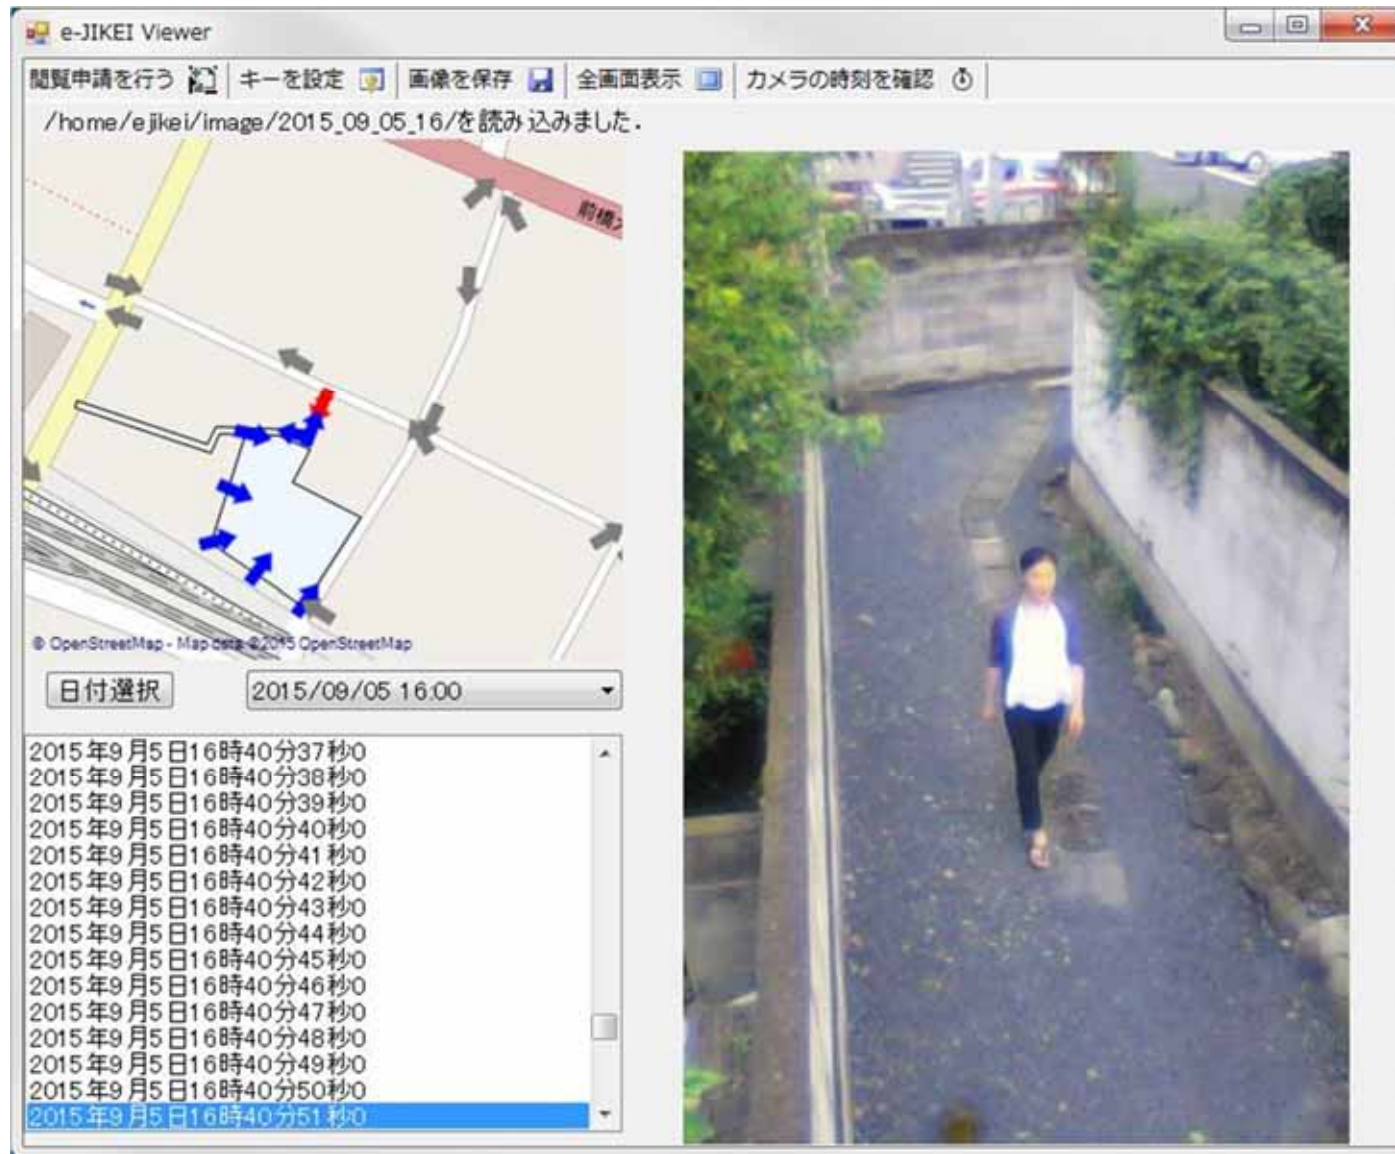 e-JIKEI Viewer
閲覧申請を行う キーを設定 画像を保存 全画面表示 カメラの時刻を確認
/home/ejikei/image/2015_09_05_16/を読み込みました.
前橋
© OpenStreetMap - Map data ©2015 OpenStreetMap
日付選択 2015/09/05 16:00
2015年9月5日16時40分37秒0
2015年9月5日16時40分38秒0
2015年9月5日16時40分39秒0
2015年9月5日16時40分40秒0
2015年9月5日16時40分41秒0
2015年9月5日16時40分42秒0
2015年9月5日16時40分43秒0
2015年9月5日16時40分44秒0
2015年9月5日16時40分45秒0
2015年9月5日16時40分46秒0
2015年9月5日16時40分47秒0
2015年9月5日16時40分48秒0
2015年9月5日16時40分49秒0
2015年9月5日16時40分50秒0
2015年9月5日16時40分51秒0